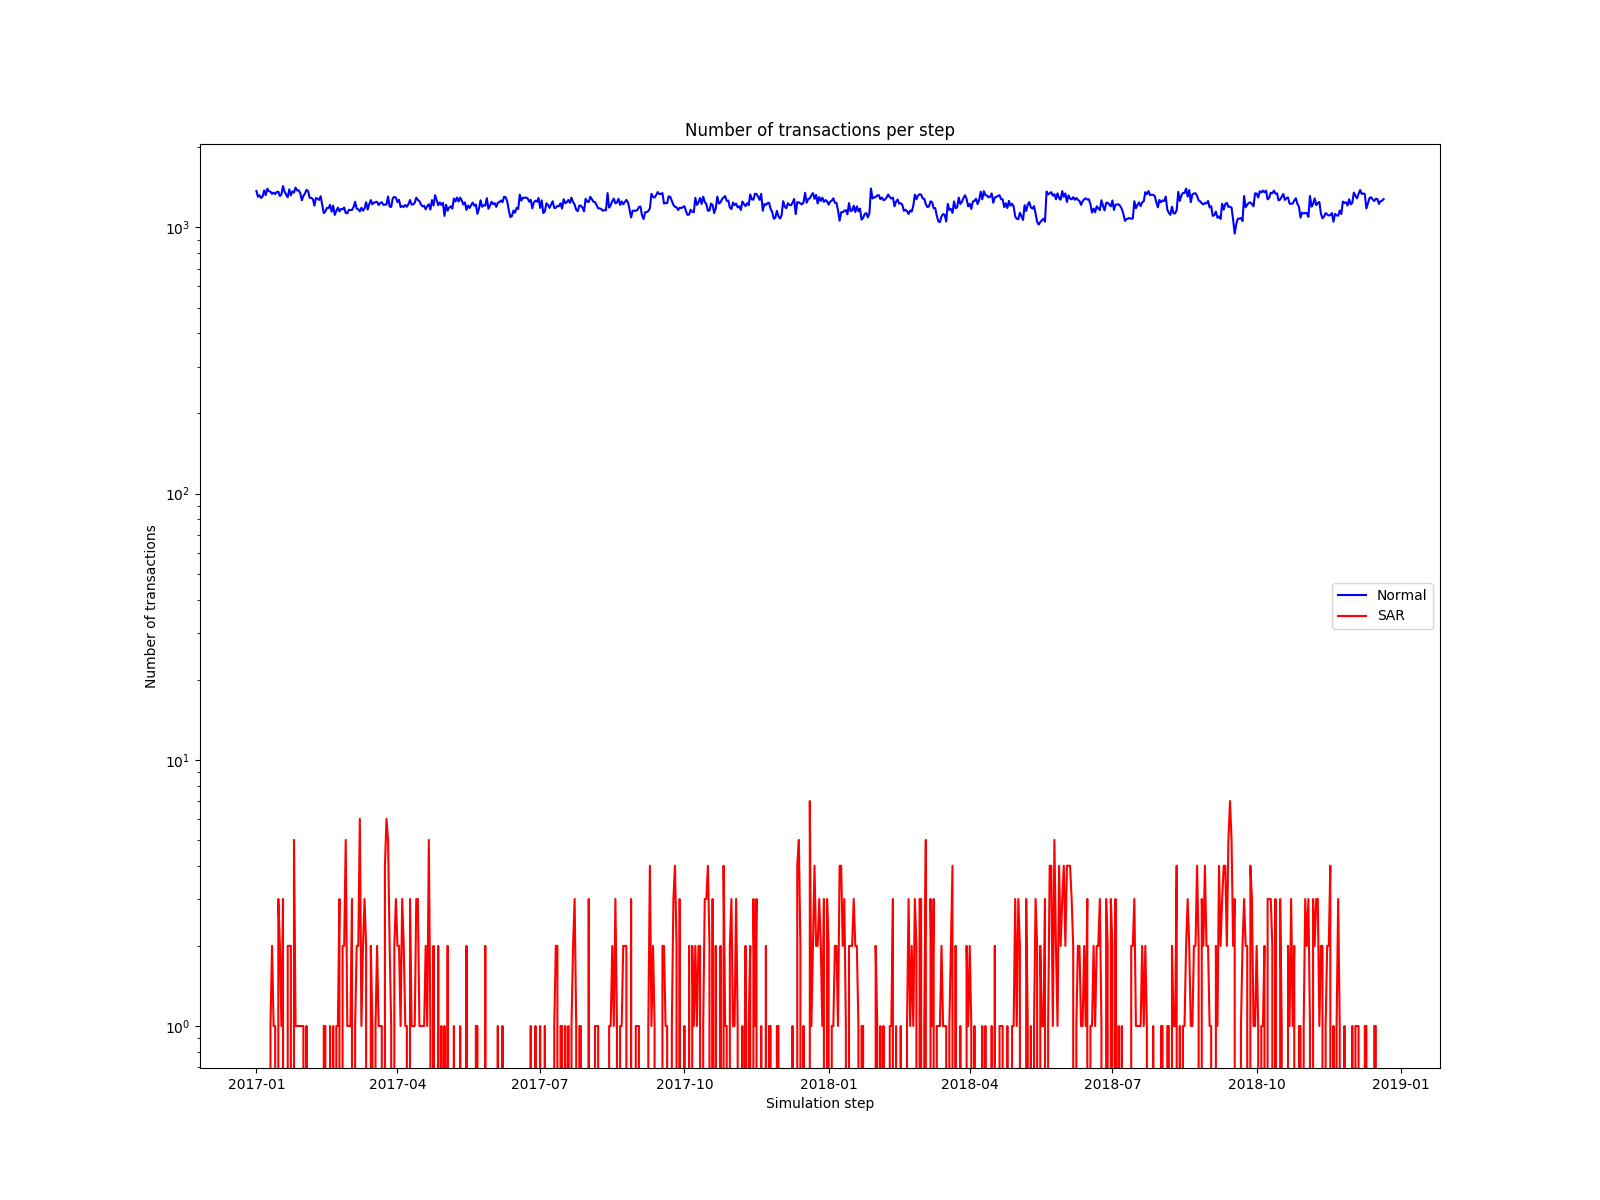 Number of transactions per step
Number of transactions
10³
10²
10¹
10⁰
Normal
SAR
2017-01 2017-04 2017-07 2017-10 2018-01 2018-04 2018-07 2018-10 2019-01
Simulation step